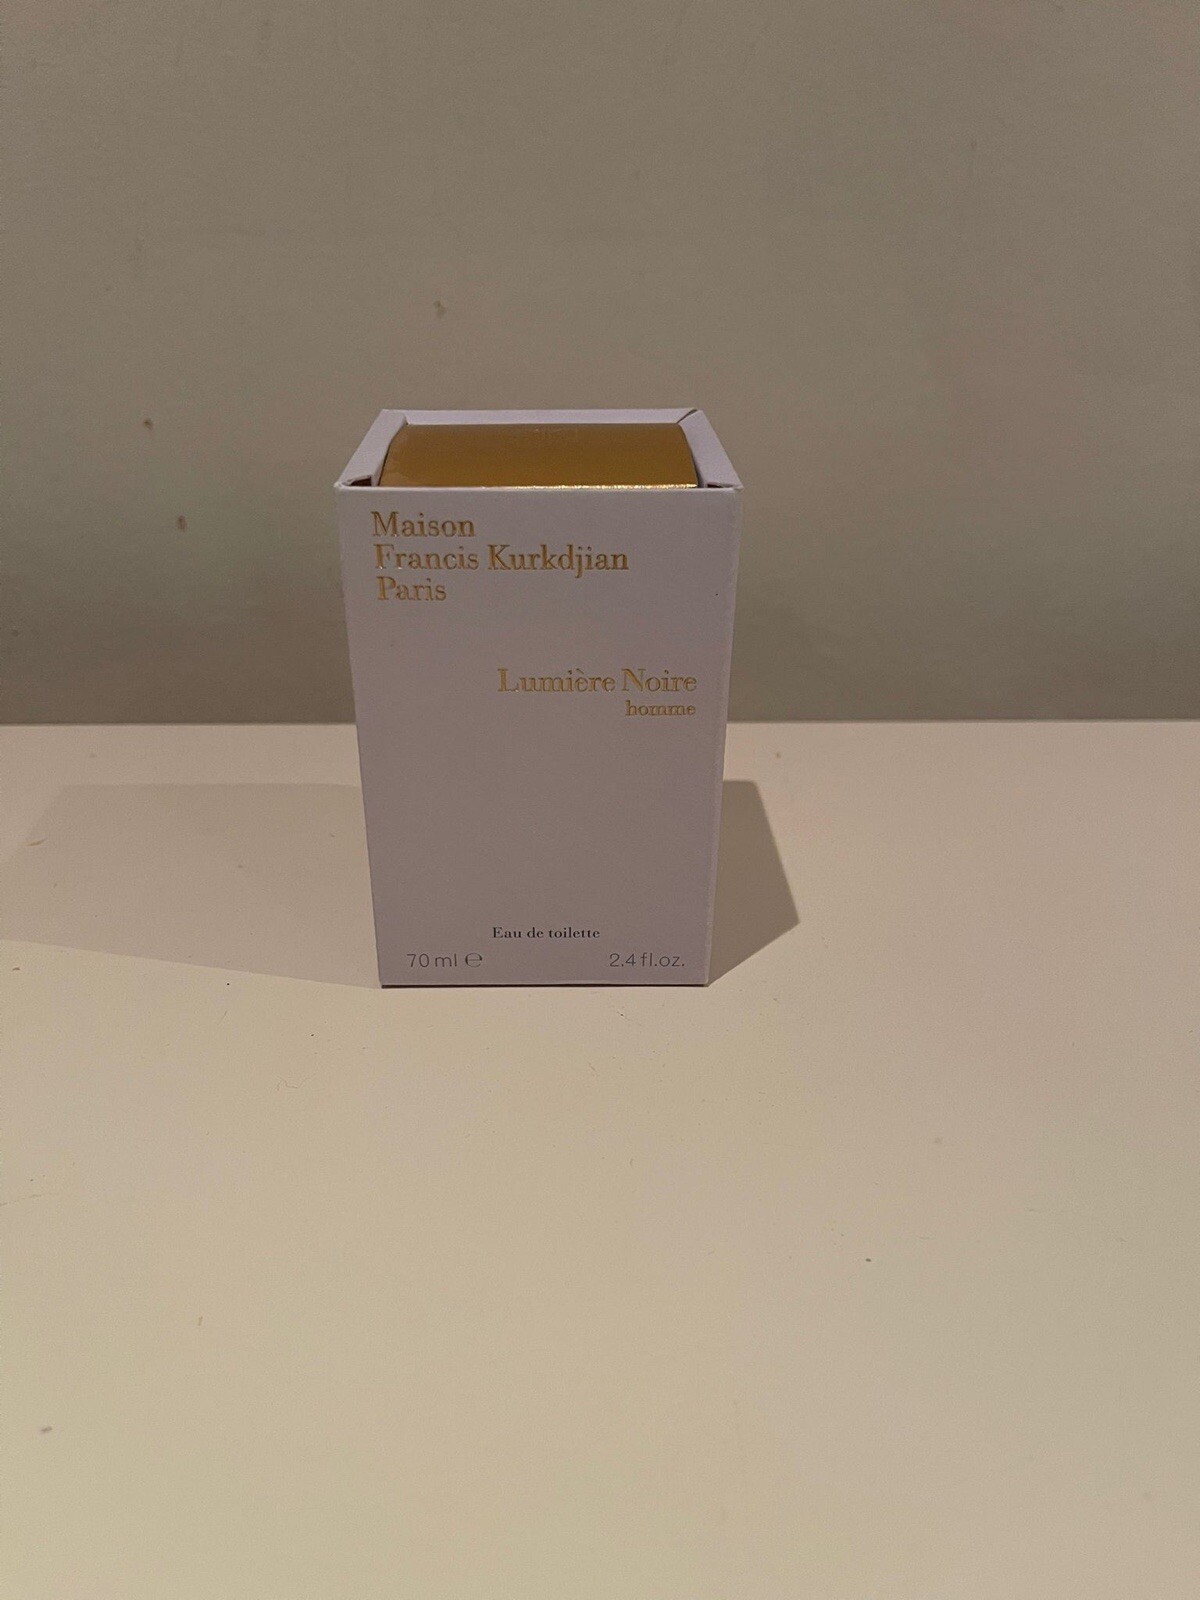 Maison
Francis Kurkdjian
Paris
Lumière Noire
homme
Eau de toilette
70 ml ℮ 2.4 fl.oz.